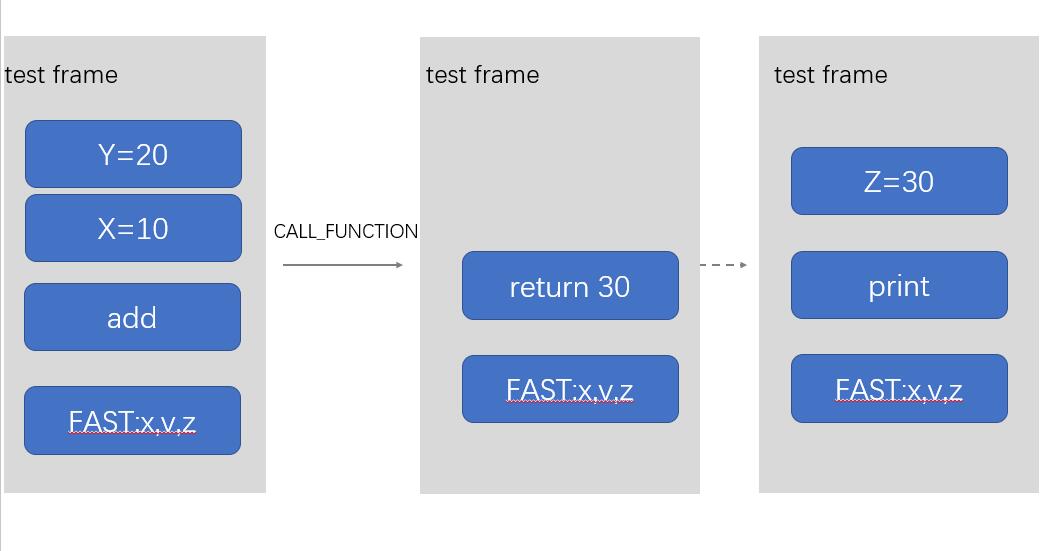 test frame
Y=20
X=10
add
FAST:x,y,z
CALL_FUNCTION
test frame
return 30
FAST:x,y,z
test frame
Z=30
print
FAST:x,y,z